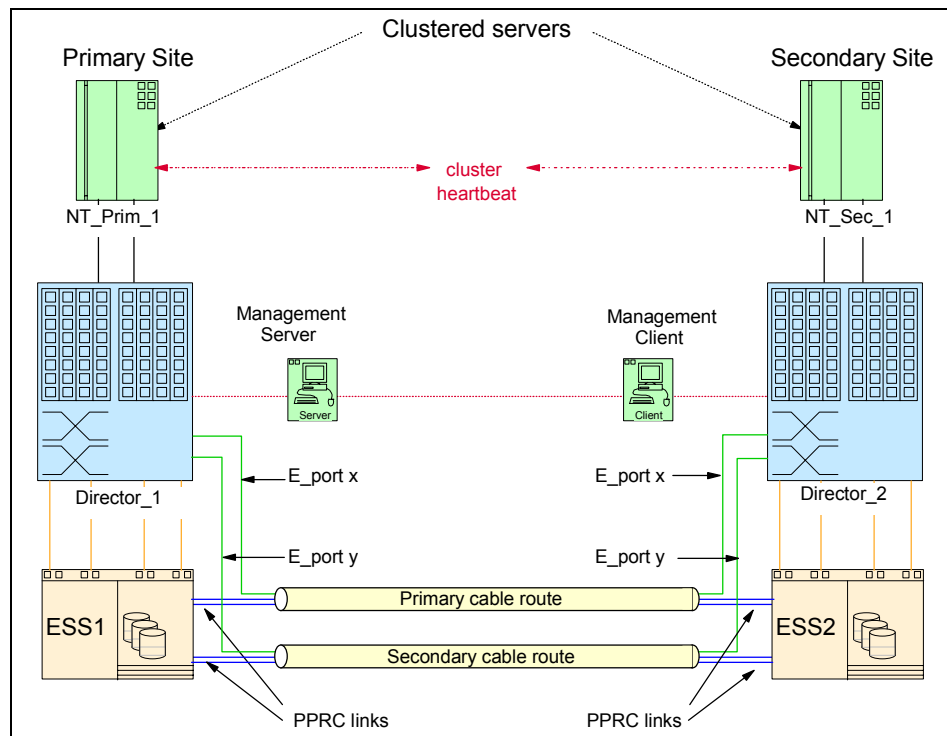 Clustered servers
Primary Site
Secondary Site
cluster
heartbeat
NT_Prim_1
NT_Sec_1
Management
Server
Management
Client
Server
Client
E_port x
E_port x
Director_1
Director_2
E_port y
E_port y
ESS1
Primary cable route
ESS2
Secondary cable route
PPRC links
PPRC links